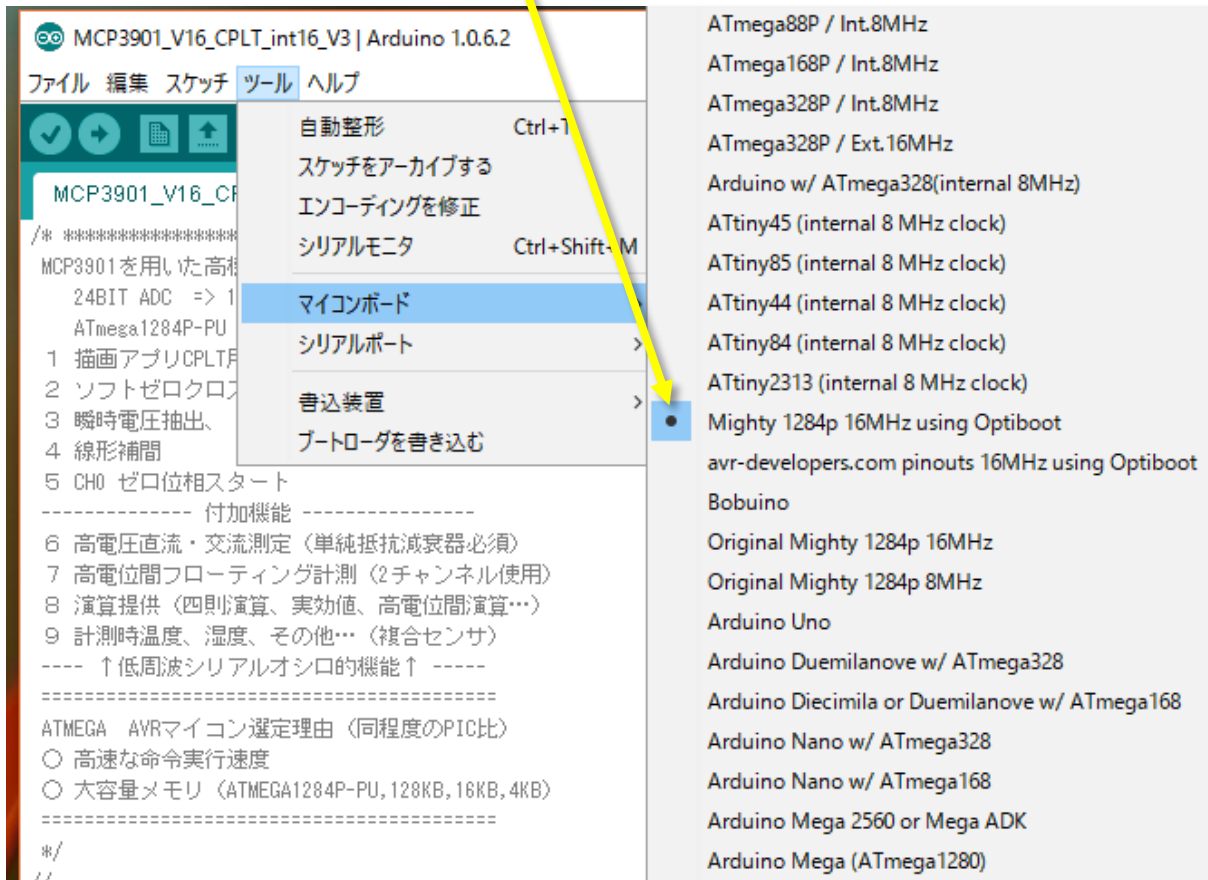 MCP3901_V16_CPLT_int16_V3 | Arduino 1.0.6.2
ファイル 編集 スケッチ ツール ヘルプ
自動整形 Ctrl+T
スケッチをアーカイブする
エンコーディングを修正
シリアルモニタ Ctrl+Shift+M
マイコンボード
シリアルポート >
書込装置 >
ブートローダを書き込む
MCP3901_V16_CP
/* ****************
MCP3901を用いた
24BIT ADC => 1
ATmega1284P-PU
1 描画アプリCPLT
2 ソフトゼロクロス
3 瞬時電圧抽出、
4 線形補間
5 CH0 ゼロ位相スタート
-------------- 付加機能 ----------------
6 高電圧直流・交流測定（単純抵抗減衰器必須）
7 高電位間フローティング計測（2チャンネル使用）
8 演算提供（四則演算、実効値、高電位間演算…）
9 計測時温度、湿度、その他…（複合センサ）
---- ↑低周波シリアルオシロ的機能↑ -----
==========================================
ATMEGA AVRマイコン選定理由（同程度のPIC比）
○ 高速な命令実行速度
○ 大容量メモリ（ATMEGA1284P-PU,128KB,16KB,4KB）
==========================================
*/
//
ATmega88P / Int.8MHz
ATmega168P / Int.8MHz
ATmega328P / Int.8MHz
ATmega328P / Ext.16MHz
Arduino w/ ATmega328(internal 8MHz)
ATtiny45 (internal 8 MHz clock)
ATtiny85 (internal 8 MHz clock)
ATtiny44 (internal 8 MHz clock)
ATtiny84 (internal 8 MHz clock)
ATtiny2313 (internal 8 MHz clock)
● Mighty 1284p 16MHz using Optiboot
avr-developers.com pinouts 16MHz using Optiboot
Bobuino
Original Mighty 1284p 16MHz
Original Mighty 1284p 8MHz
Arduino Uno
Arduino Duemilanove w/ ATmega328
Arduino Diecimila or Duemilanove w/ ATmega168
Arduino Nano w/ ATmega328
Arduino Nano w/ ATmega168
Arduino Mega 2560 or Mega ADK
Arduino Mega (ATmega1280)